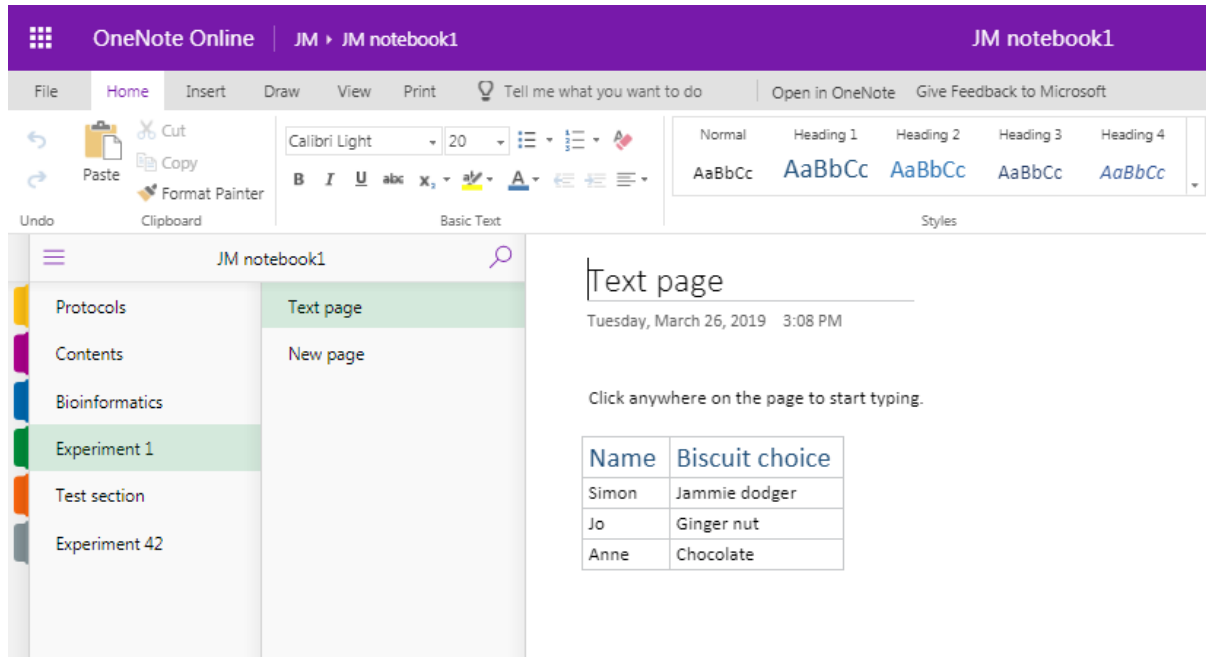 OneNote Online JM ▸ JM notebook1 JM notebook1
File Home Insert Draw View Print Tell me what you want to do Open in OneNote Give Feedback to Microsoft
Cut
Copy
Paste
Format Painter
Calibri Light 20
B I U abc x₂ A
Normal Heading 1 Heading 2 Heading 3 Heading 4
AaBbCc AaBbCc AaBbCc AaBbCc AaBbCc
Undo Clipboard Basic Text Styles
JM notebook1
Protocols
Contents
Bioinformatics
Experiment 1
Test section
Experiment 42
Text page
New page
Text page
Tuesday, March 26, 2019 3:08 PM
Click anywhere on the page to start typing.
Name Biscuit choice
Simon Jammie dodger
Jo Ginger nut
Anne Chocolate